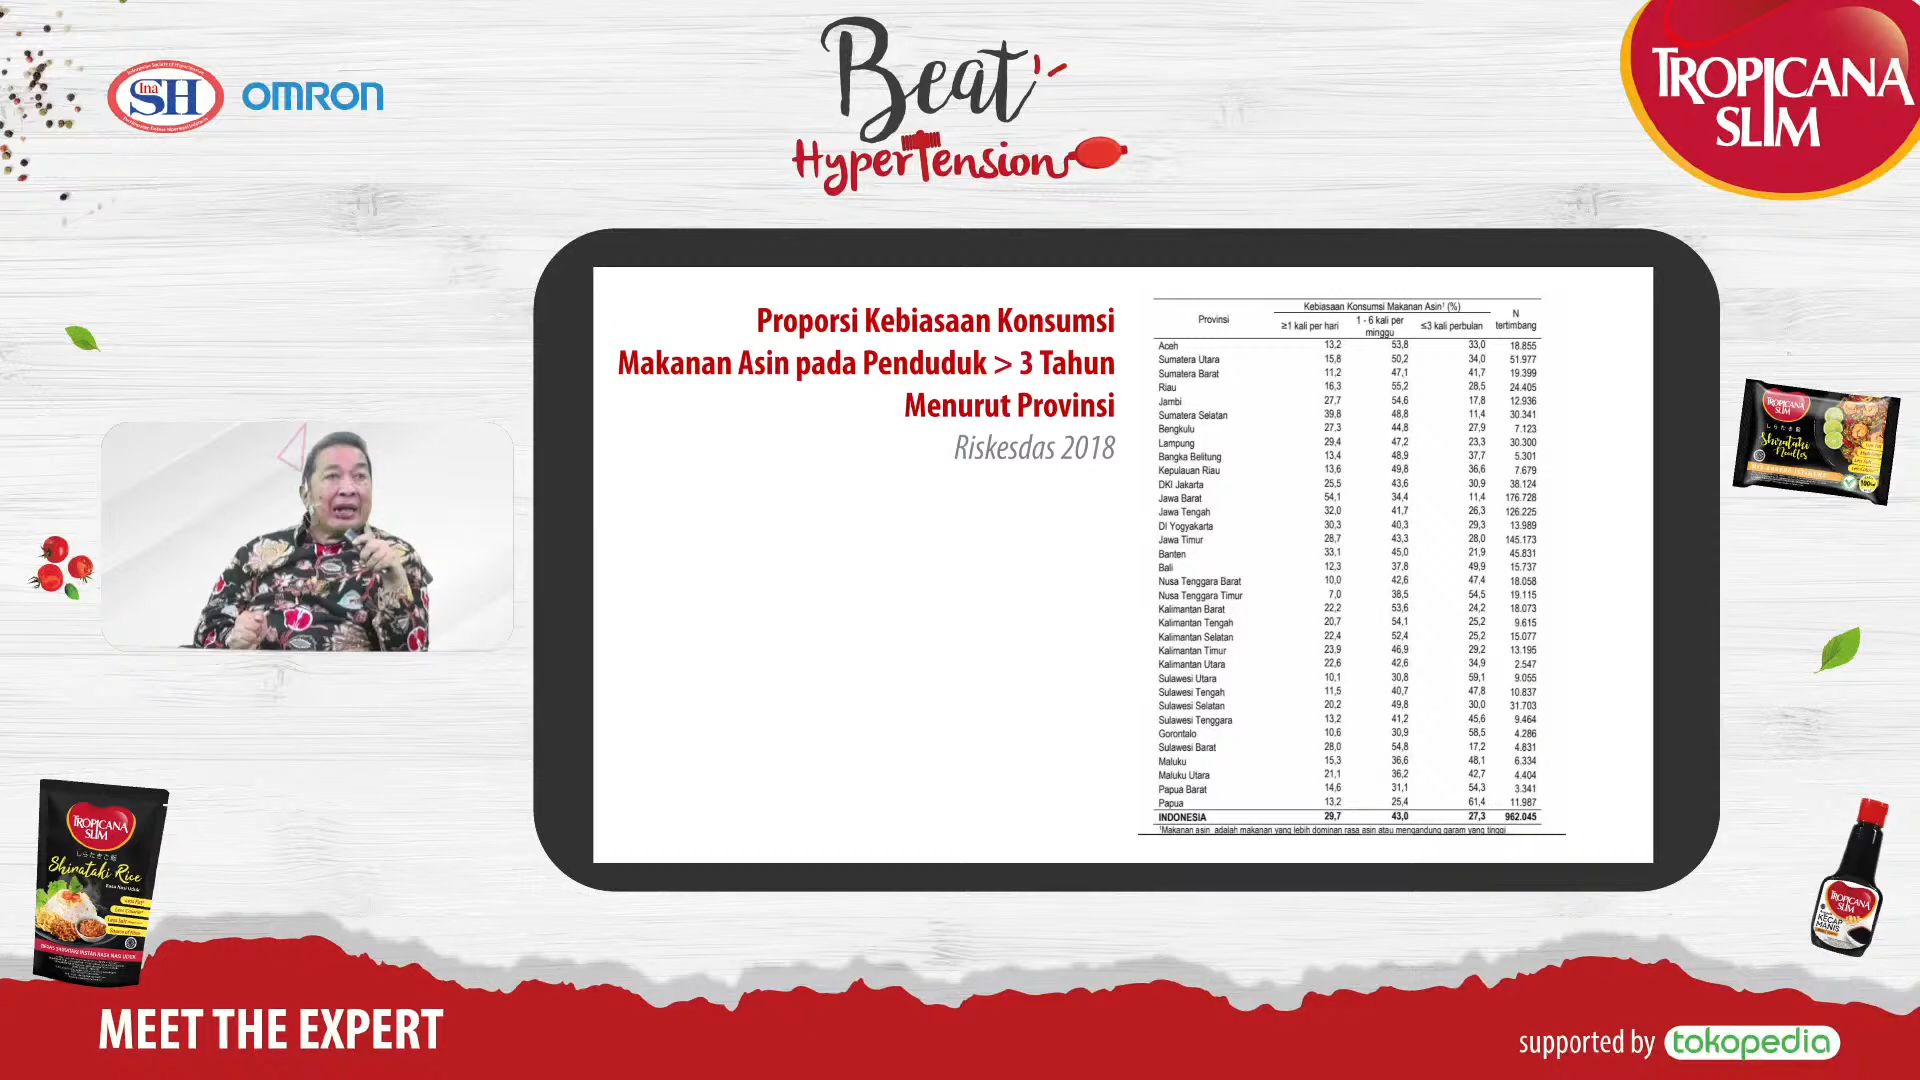 Ina
SH
OMRON
Beat
HyperTension
TROPICANA
SLIM
Proporsi Kebiasaan Konsumsi
Makanan Asin pada Penduduk > 3 Tahun
Menurut Provinsi
Riskesdas 2018
Provinsi
Kebiasaan Konsumsi Makanan Asin¹ (%)
N
tertimbang
≥1 kali per hari
1 - 6 kali per
minggu
≤3 kali perbulan
Aceh 13,2 53,8 33,0 18.855
Sumatera Utara 15,8 50,2 34,0 51.977
Sumatera Barat 11,2 47,1 41,7 19.399
Riau 16,3 55,2 28,5 24.405
Jambi 27,7 54,6 17,8 12.936
Sumatera Selatan 39,8 48,8 11,4 30.341
Bengkulu 27,3 44,8 27,9 7.123
Lampung 29,4 47,2 23,3 30.300
Bangka Belitung 13,4 48,9 37,7 5.301
Kepulauan Riau 13,6 49,8 36,6 7.679
DKI Jakarta 25,5 43,6 30,9 38.124
Jawa Barat 54,1 34,4 11,4 176.728
Jawa Tengah 32,0 41,7 26,3 126.225
DI Yogyakarta 30,3 40,3 29,3 13.989
Jawa Timur 28,7 43,3 28,0 145.173
Banten 33,1 45,0 21,9 45.831
Bali 12,3 37,8 49,9 15.737
Nusa Tenggara Barat 10,0 42,6 47,4 18.058
Nusa Tenggara Timur 7,0 38,5 54,5 19.115
Kalimantan Barat 22,2 53,6 24,2 18.073
Kalimantan Tengah 20,7 54,1 25,2 9.615
Kalimantan Selatan 22,4 52,4 25,2 15.077
Kalimantan Timur 23,9 46,9 29,2 13.195
Kalimantan Utara 22,6 42,6 34,9 2.547
Sulawesi Utara 10,1 30,8 59,1 9.055
Sulawesi Tengah 11,5 40,7 47,8 10.837
Sulawesi Selatan 20,2 49,8 30,0 31.703
Sulawesi Tenggara 13,2 41,2 45,6 9.464
Gorontalo 10,6 30,9 58,5 4.286
Sulawesi Barat 28,0 54,8 17,2 4.831
Maluku 15,3 36,6 48,1 6.334
Maluku Utara 21,1 36,2 42,7 4.404
Papua Barat 14,6 31,1 54,3 3.341
Papua 13,2 25,4 61,4 11.987
INDONESIA 29,7 43,0 27,3 962.045
¹Makanan asin adalah makanan yang lebih dominan rasa asin atau mengandung garam yang tinggi
TROPICANA
SLIM
Shirataki
Noodles
TROPICANA
SLIM
Shirataki Rice
Rasa Nasi Uduk
TROPICANA
SLIM
KECAP
MANIS
MEET THE EXPERT
supported by tokopedia